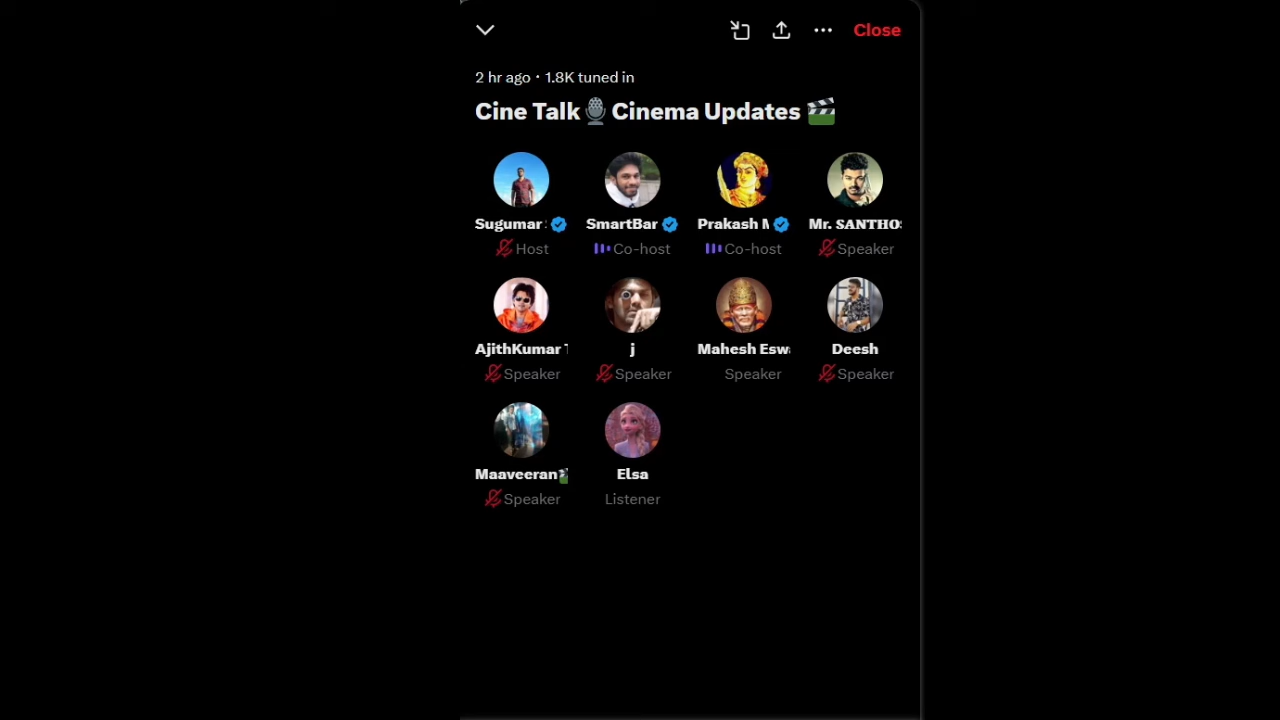 Close
2 hr ago · 1.8K tuned in
Cine Talk🎙️Cinema Updates 🎬
Sugumar SmartBar Prakash Mr. 𝐒𝐀𝐍𝐓𝐇𝐎
Host Co-host Co-host Speaker
AjithKumar j Mahesh Esw Deesh
Speaker Speaker Speaker Speaker
Maaveeran🎬 Elsa
Speaker Listener